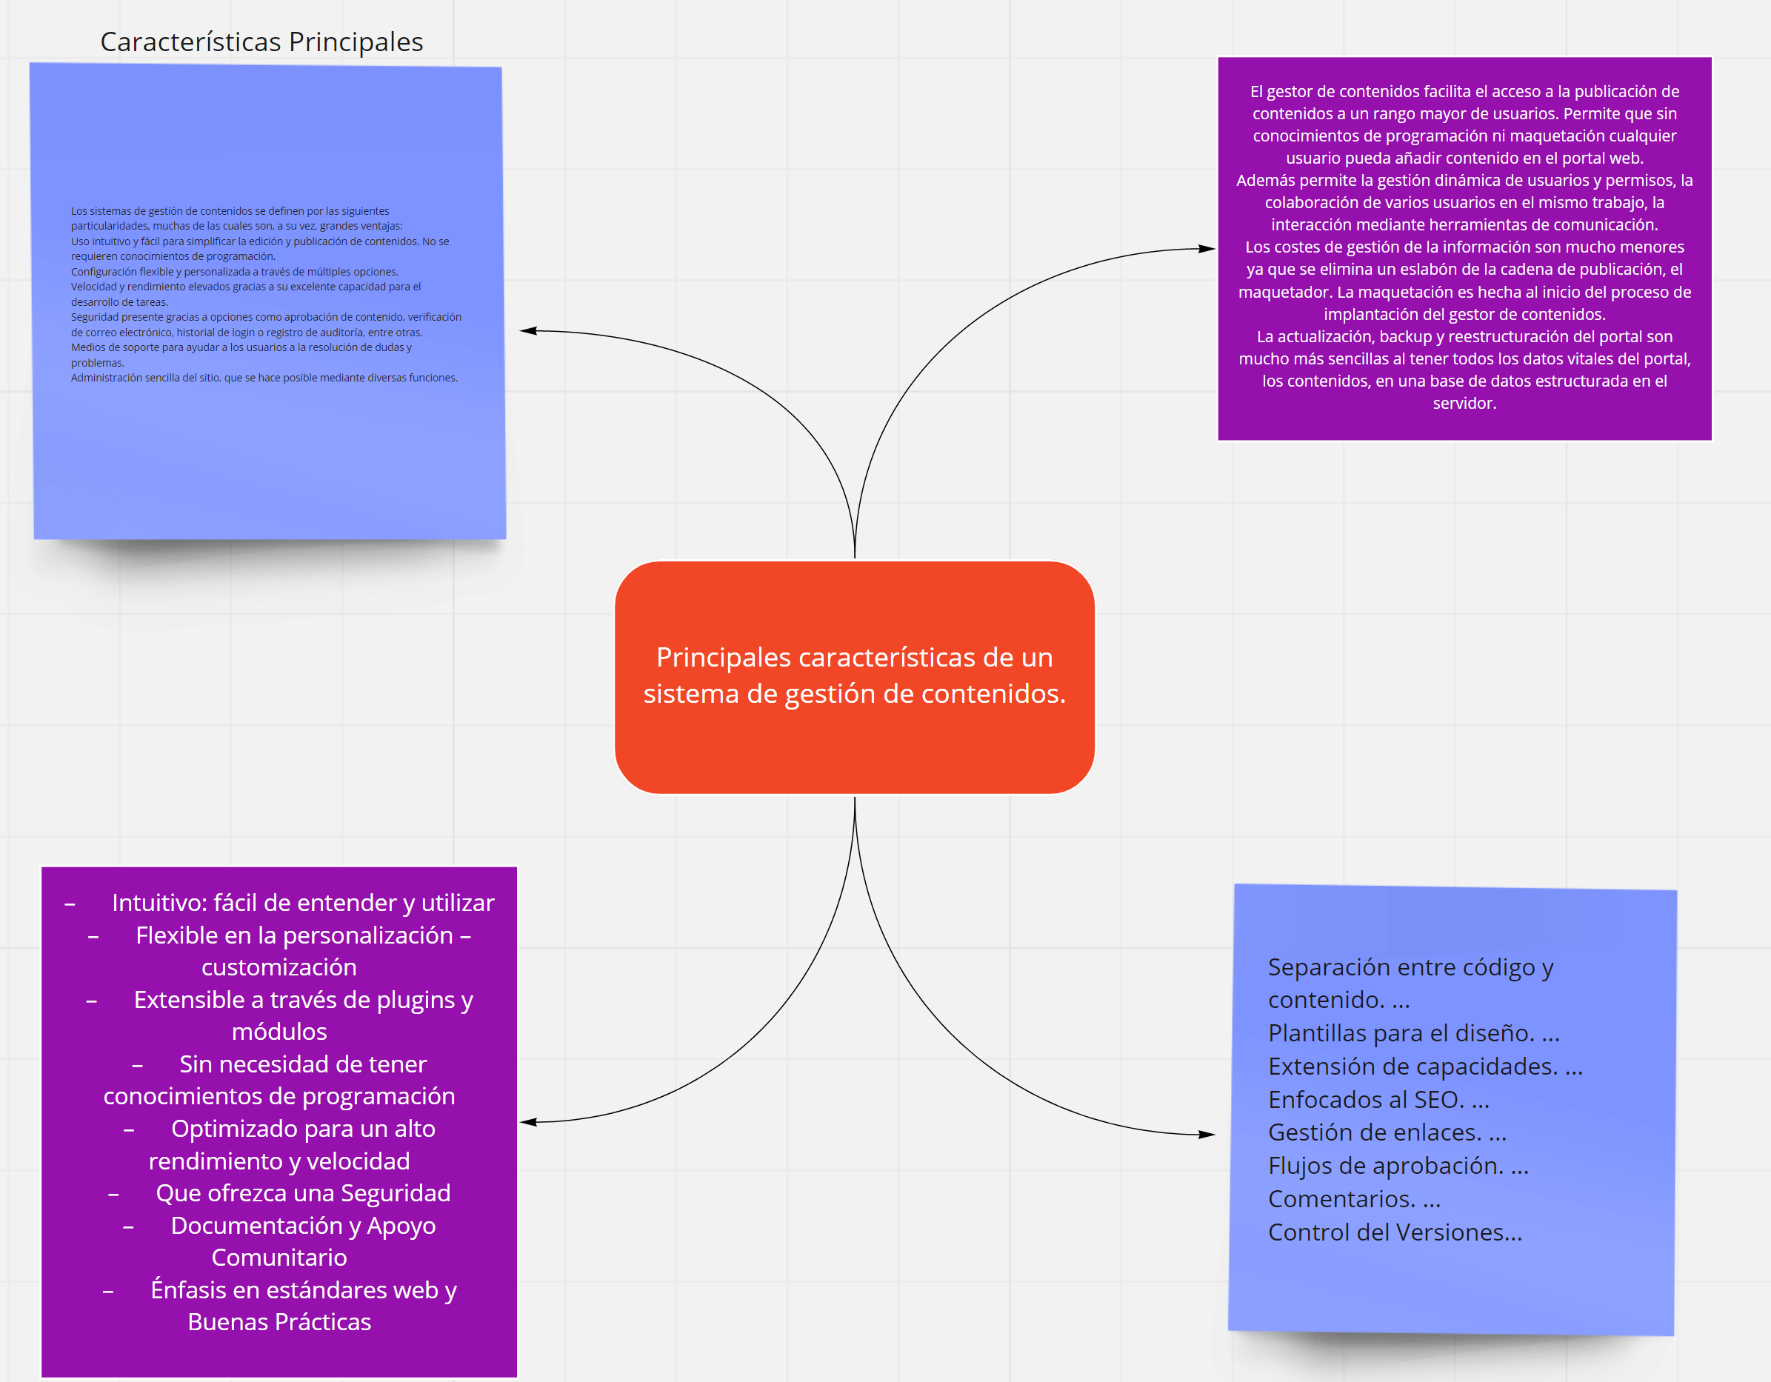 Características Principales
Los sistemas de gestión de contenidos se definen por las siguientes
particularidades, muchas de las cuales son, a su vez, grandes ventajas:
Uso intuitivo y fácil para simplificar la edición y publicación de contenidos. No se
requieren conocimientos de programación.
Configuración flexible y personalizada a través de múltiples opciones.
Velocidad y rendimiento elevados gracias a su excelente capacidad para el
desarrollo de tareas.
Seguridad presente gracias a opciones como aprobación de contenido, verificación
de correo electrónico, historial de login o registro de auditoría, entre otras.
Medios de soporte para ayudar a los usuarios a la resolución de dudas y
problemas.
Administración sencilla del sitio, que se hace posible mediante diversas funciones.
El gestor de contenidos facilita el acceso a la publicación de
contenidos a un rango mayor de usuarios. Permite que sin
conocimientos de programación ni maquetación cualquier
usuario pueda añadir contenido en el portal web.
Además permite la gestión dinámica de usuarios y permisos, la
colaboración de varios usuarios en el mismo trabajo, la
interacción mediante herramientas de comunicación.
Los costes de gestión de la información son mucho menores
ya que se elimina un eslabón de la cadena de publicación, el
maquetador. La maquetación es hecha al inicio del proceso de
implantación del gestor de contenidos.
La actualización, backup y reestructuración del portal son
mucho más sencillas al tener todos los datos vitales del portal,
los contenidos, en una base de datos estructurada en el
servidor.
Principales características de un
sistema de gestión de contenidos.
– Intuitivo: fácil de entender y utilizar
– Flexible en la personalización –
customización
– Extensible a través de plugins y
módulos
– Sin necesidad de tener
conocimientos de programación
– Optimizado para un alto
rendimiento y velocidad
– Que ofrezca una Seguridad
– Documentación y Apoyo
Comunitario
– Énfasis en estándares web y
Buenas Prácticas
Separación entre código y
contenido. ...
Plantillas para el diseño. ...
Extensión de capacidades. ...
Enfocados al SEO. ...
Gestión de enlaces. ...
Flujos de aprobación. ...
Comentarios. ...
Control del Versiones...